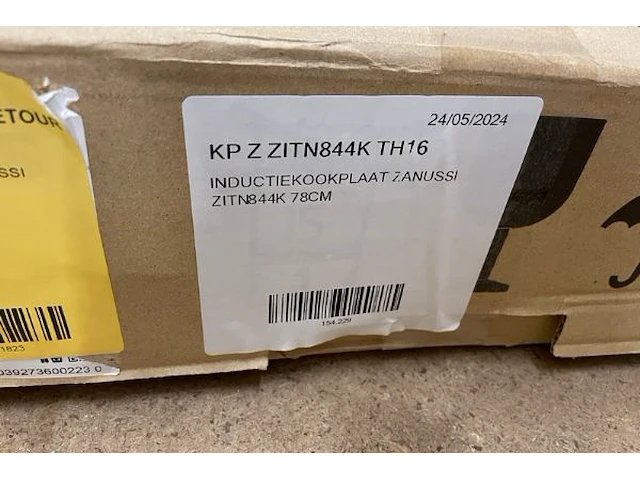 ETOUR
SSI
1823
039273600223 0
24/05/2024
KP Z ZITN844K TH16
INDUCTIEKOOKPLAAT ZANUSSI
ZITN844K 78CM
154,229